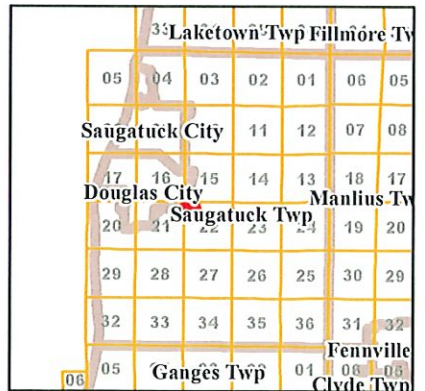 Laketown Twp Fillmore Tw
05 04 03 02 01 06 05
Saugatuck City 11 12 07 08
17 16 15 14 13 18 17
Douglas City Manlius Tw
Saugatuck Twp
20 21 22 23 24 19 20
29 28 27 26 25 30 29
32 33 34 35 36 31 32
Fennville
06 05 Ganges Twp 01 06 06
Clyde Twp